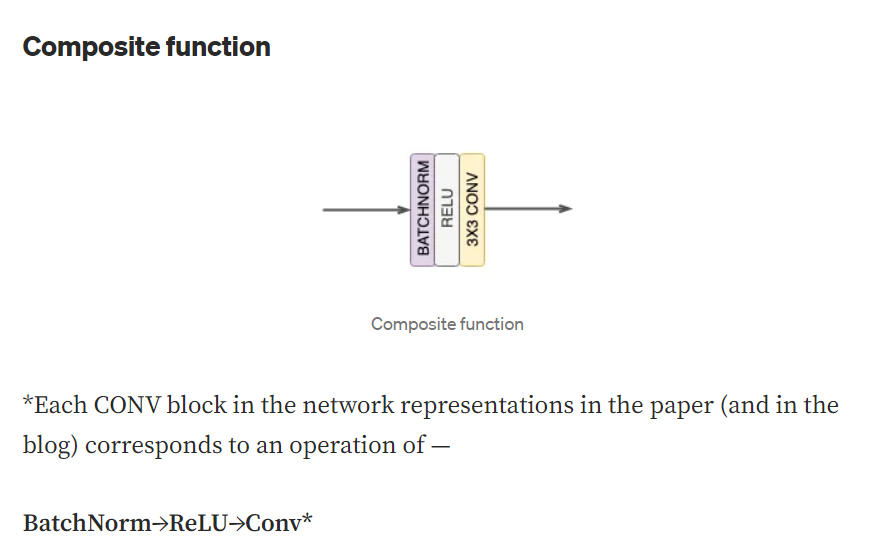 Composite function
BATCHNORM
RELU
3X3 CONV
Composite function
*Each CONV block in the network representations in the paper (and in the
blog) corresponds to an operation of —
BatchNorm→ReLU→Conv*